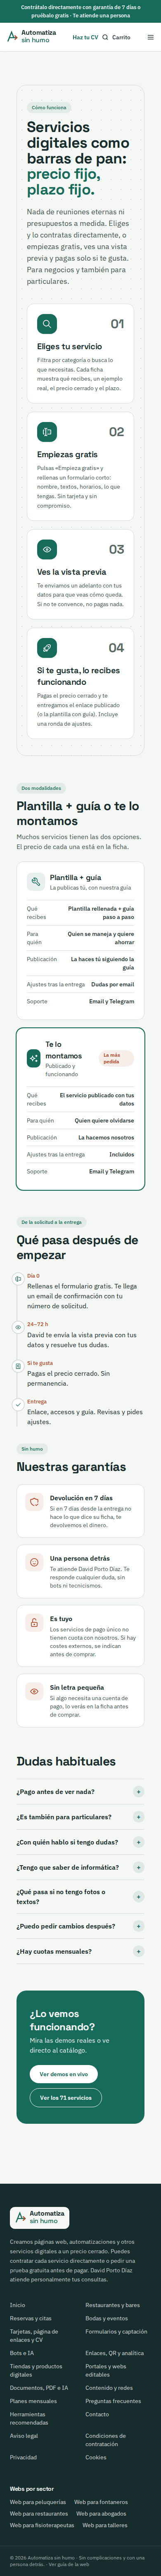 Contrátalo directamente con garantía de 7 días o
pruébalo gratis · Te atiende una persona
Automatiza
sin humo
Haz tu CV
Carrito
Cómo funciona
Servicios
digitales como
barras de pan:
precio fijo,
plazo fijo.
Nada de reuniones eternas ni
presupuestos a medida. Eliges
y lo contratas directamente, o
empiezas gratis, ves una vista
previa y pagas solo si te gusta.
Para negocios y también para
particulares.
01
Eliges tu servicio
Filtra por categoría o busca lo
que necesitas. Cada ficha
muestra qué recibes, un ejemplo
real, el precio cerrado y el plazo.
02
Empiezas gratis
Pulsas «Empieza gratis» y
rellenas un formulario corto:
nombre, textos, horarios, lo que
tengas. Sin tarjeta y sin
compromiso.
03
Ves la vista previa
Te enviamos un adelanto con tus
datos para que veas cómo queda.
Si no te convence, no pagas nada.
04
Si te gusta, lo recibes
funcionando
Pagas el precio cerrado y te
entregamos el enlace publicado
(o la plantilla con guía). Incluye
una ronda de ajustes.
Dos modalidades
Plantilla + guía o te lo
montamos
Muchos servicios tienen las dos opciones.
El precio de cada una está en la ficha.
Plantilla + guía
La publicas tú, con nuestra guía
Qué
recibes
Plantilla rellenada + guía
paso a paso
Para
quién
Quien se maneja y quiere
ahorrar
Publicación
La haces tú siguiendo la
guía
Ajustes tras la entrega
Dudas por email
Soporte
Email y Telegram
Te lo
montamos
Publicado y
funcionando
La más
pedida
Qué
recibes
El servicio publicado con tus
datos
Para quién
Quien quiere olvidarse
Publicación
La hacemos nosotros
Ajustes tras la entrega
Incluidos
Soporte
Email y Telegram
De la solicitud a la entrega
Qué pasa después de
empezar
Día 0
Rellenas el formulario gratis. Te llega
un email de confirmación con tu
número de solicitud.
24–72 h
David te envía la vista previa con tus
datos y resuelve tus dudas.
Si te gusta
Pagas el precio cerrado. Sin
permanencia.
Entrega
Enlace, accesos y guía. Revisas y pides
ajustes.
Sin humo
Nuestras garantías
Devolución en 7 días
Si en 7 días desde la entrega no
hace lo que dice su ficha, te
devolvemos el dinero.
Una persona detrás
Te atiende David Porto Díaz. Te
responde cualquier duda, sin
bots ni tecnicismos.
Es tuyo
Los servicios de pago único no
tienen cuota con nosotros. Si hay
costes externos, se indican
antes de comprar.
Sin letra pequeña
Si algo necesita una cuenta de
pago, lo verás en la ficha antes
de comprar.
Dudas habituales
¿Pago antes de ver nada?
¿Es también para particulares?
¿Con quién hablo si tengo dudas?
¿Tengo que saber de informática?
¿Qué pasa si no tengo fotos o
textos?
¿Puedo pedir cambios después?
¿Hay cuotas mensuales?
¿Lo vemos
funcionando?
Mira las demos reales o ve
directo al catálogo.
Ver demos en vivo
Ver los 71 servicios
Automatiza
sin humo
Creamos páginas web, automatizaciones y otros
servicios digitales a un precio cerrado. Puedes
contratar cada servicio directamente o pedir una
prueba gratuita antes de pagar. David Porto Díaz
atiende personalmente tus consultas.
Inicio
Restaurantes y bares
Reservas y citas
Bodas y eventos
Tarjetas, página de
enlaces y CV
Formularios y captación
Bots e IA
Enlaces, QR y analítica
Tiendas y productos
digitales
Portales y webs
editables
Documentos, PDF e IA
Contenido y redes
Planes mensuales
Preguntas frecuentes
Herramientas
recomendadas
Contacto
Aviso legal
Condiciones de
contratación
Privacidad
Cookies
Webs por sector
Web para peluquerías
Web para fontaneros
Web para restaurantes
Web para abogados
Web para fisioterapeutas
Web para talleres
© 2026 Automatiza sin humo · Sin complicaciones y con un
precio detrás. · Ver guía de la web